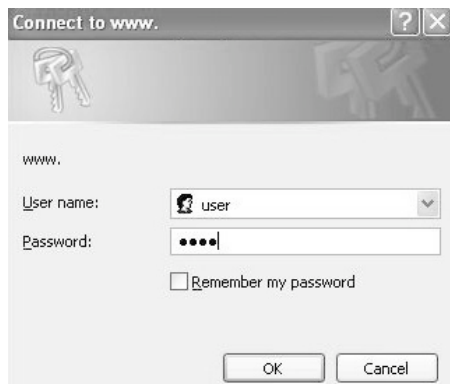 Connect to www.
www.
User name: user
Password: ●●●●
Remember my password
OK Cancel